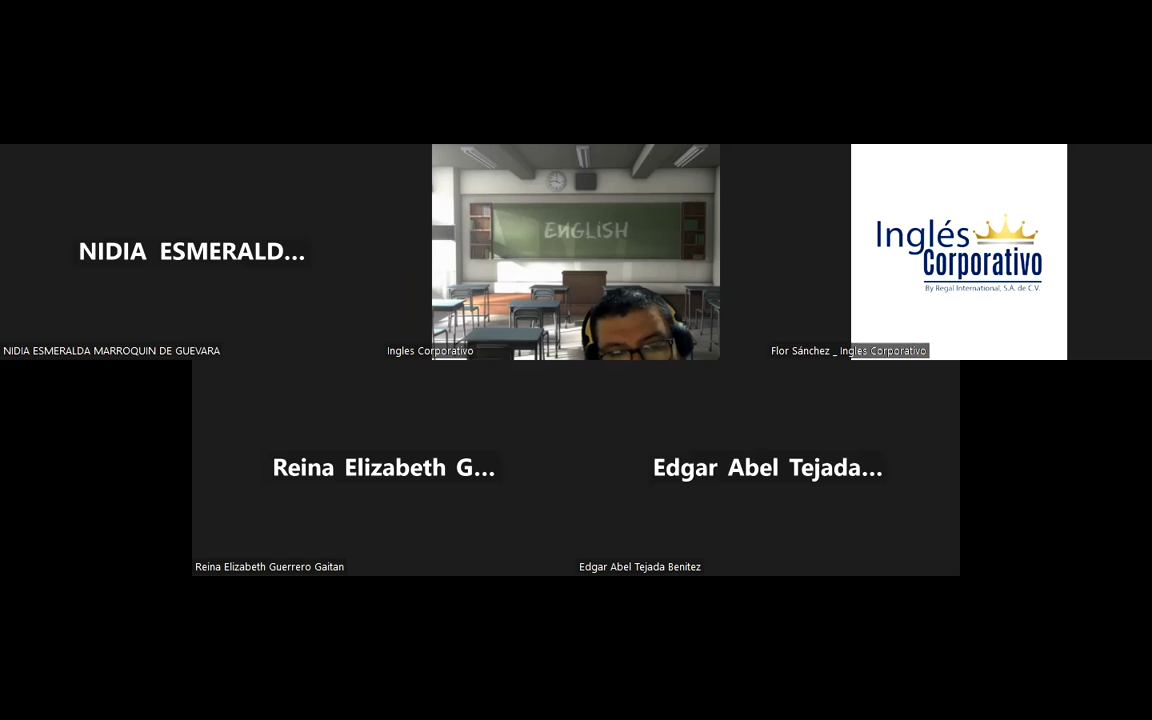 NIDIA ESMERALD...
NIDIA ESMERALDA MARROQUIN DE GUEVARA
ENGLISH
Ingles Corporativo
Inglés
Corporativo
By Regal International, S.A. de C.V.
Flor Sánchez _ Ingles Corporativo
Reina Elizabeth G...
Reina Elizabeth Guerrero Gaitan
Edgar Abel Tejada...
Edgar Abel Tejada Benitez